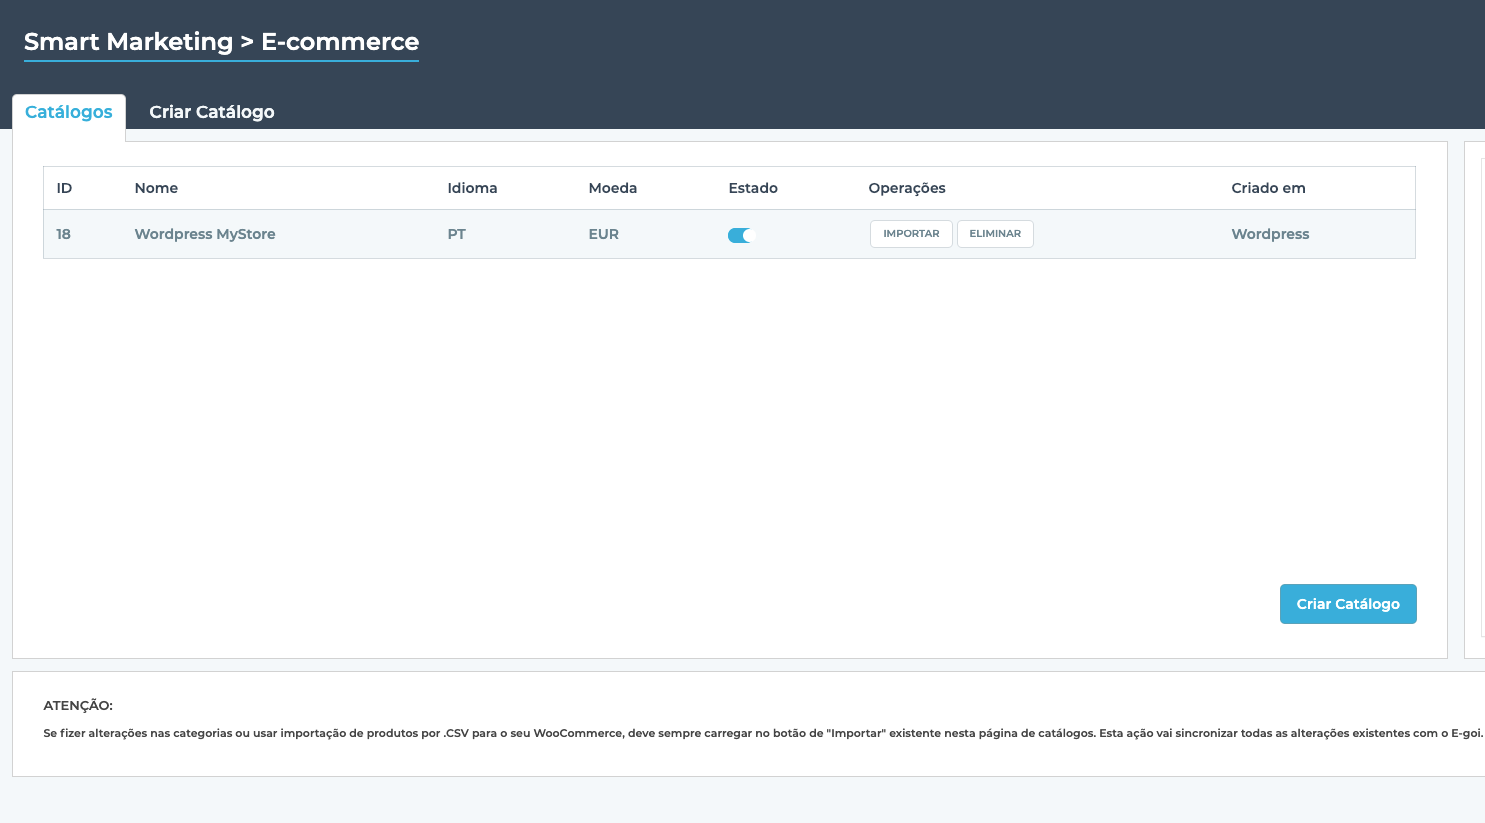 Smart Marketing > E-commerce
Catálogos Criar Catálogo
ID Nome Idioma Moeda Estado Operações Criado em
18 Wordpress MyStore PT EUR IMPORTAR ELIMINAR Wordpress
Criar Catálogo
ATENÇÃO:
Se fizer alterações nas categorias ou usar importação de produtos por .CSV para o seu WooCommerce, deve sempre carregar no botão de "Importar" existente nesta página de catálogos. Esta ação vai sincronizar todas as alterações existentes com o E-goi.